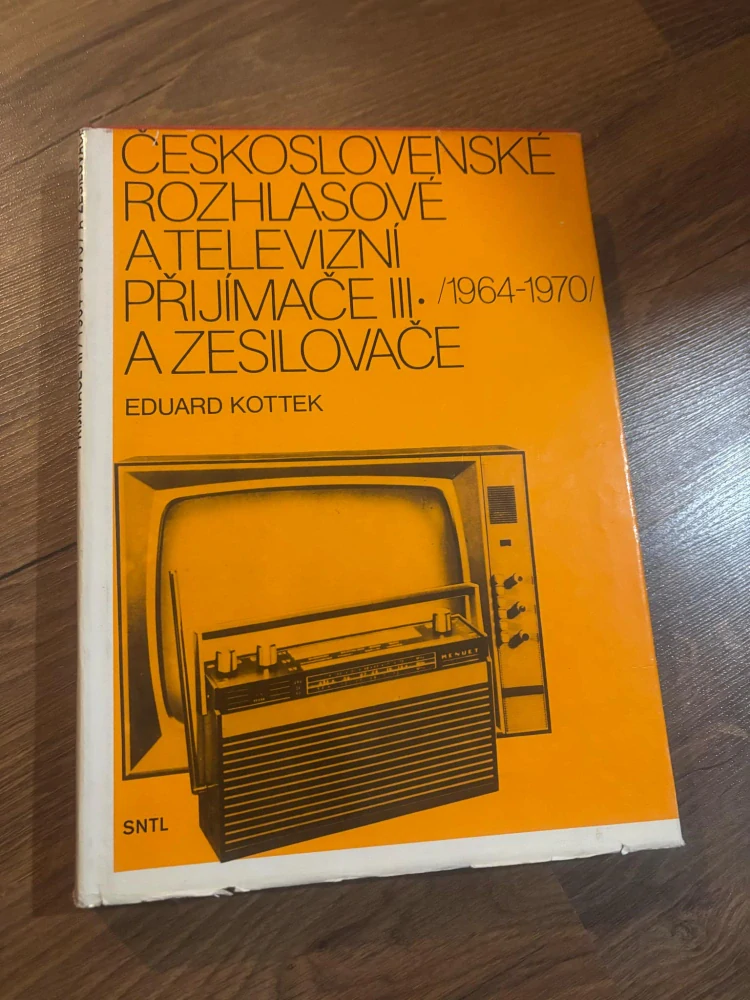 ČESKOSLOVENSKÉ
ROZHLASOVÉ
A TELEVIZNÍ
PŘIJÍMAČE III. /1964-1970/
A ZESILOVAČE
EDUARD KOTTEK
MENUET
SNTL